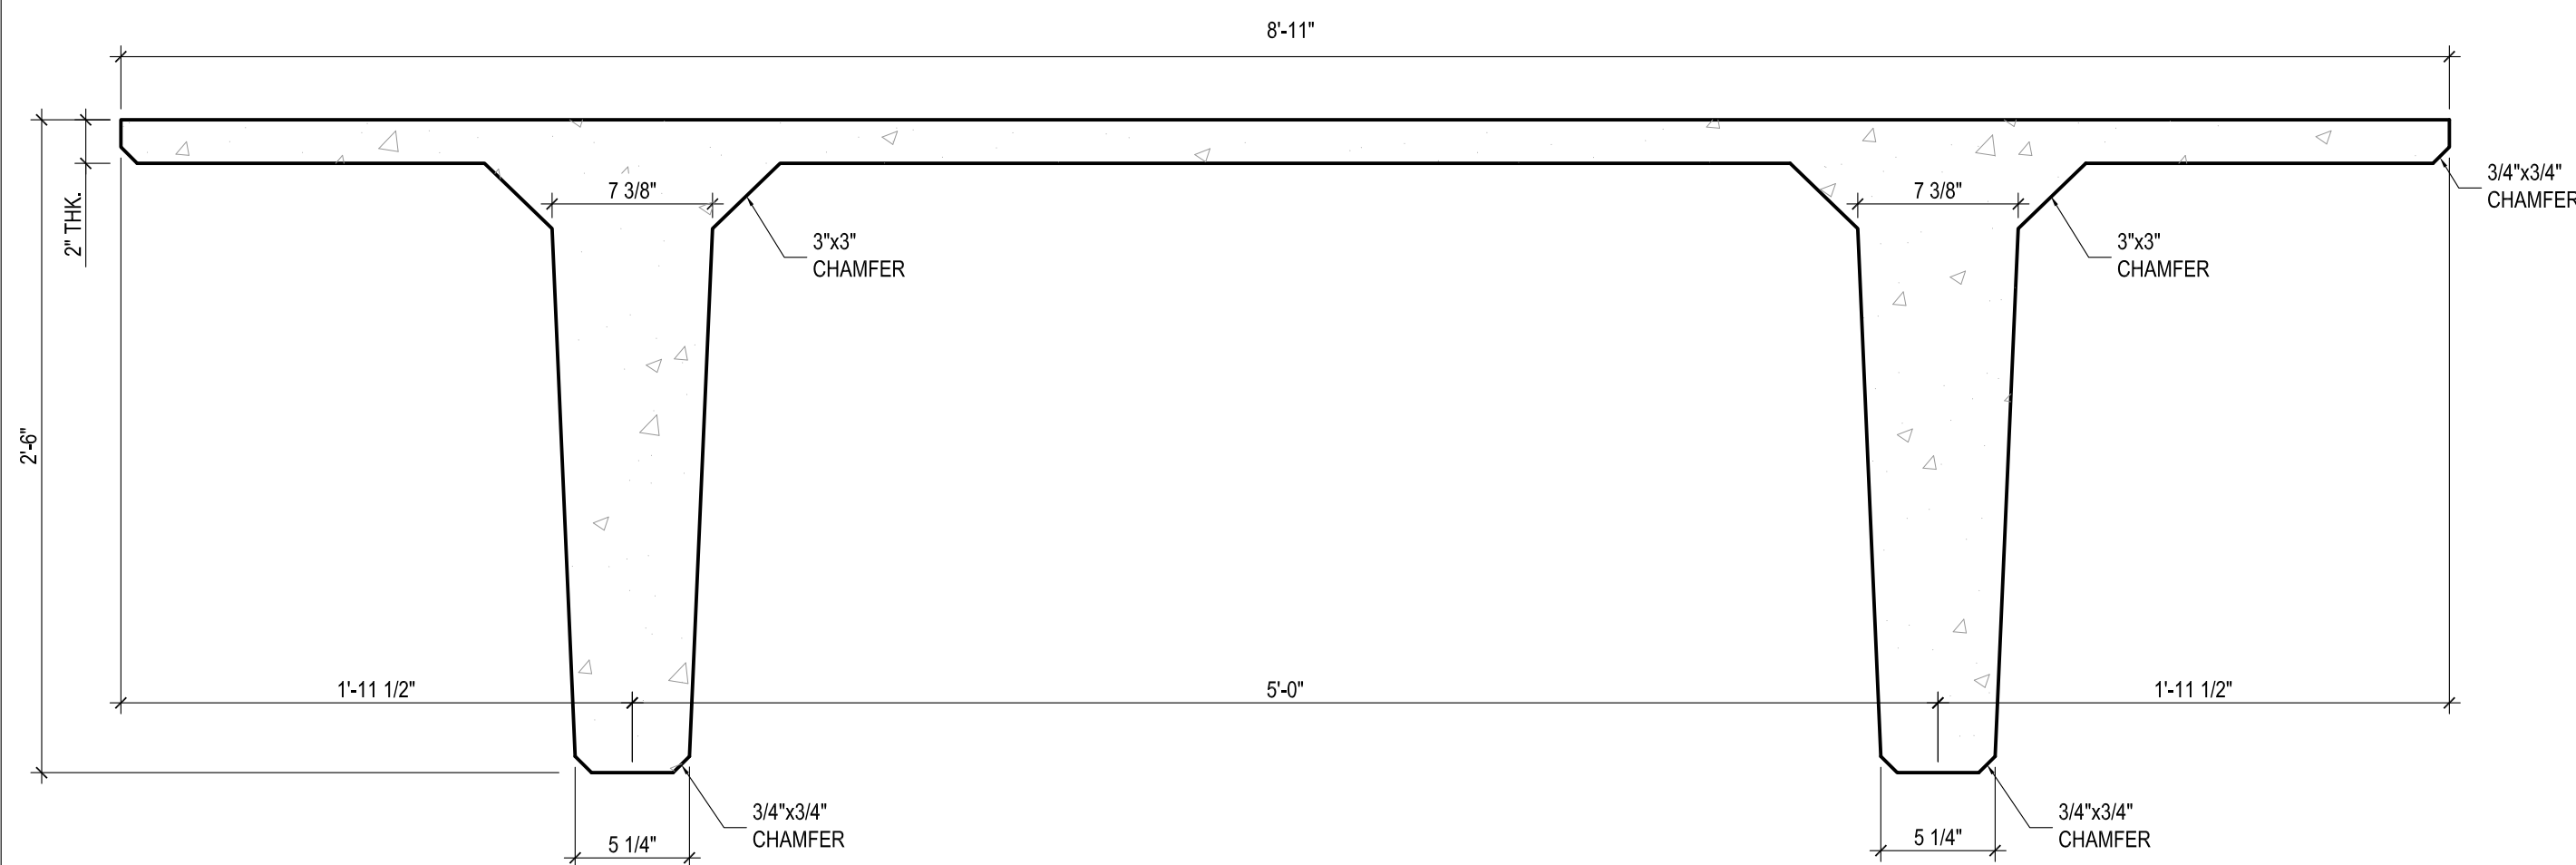 8'-11"
2" THK.
2'-6"
7 3/8"
3"x3"
CHAMFER
7 3/8"
3"x3"
CHAMFER
3/4"x3/4"
CHAMFER
1'-11 1/2"
5'-0"
1'-11 1/2"
3/4"x3/4"
CHAMFER
5 1/4"
3/4"x3/4"
CHAMFER
5 1/4"